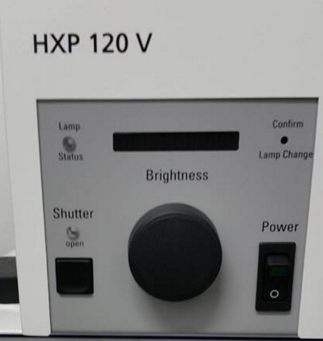 HXP 120 V
Lamp
Status
Confirm
Lamp Change
Brightness
Shutter
open
Power